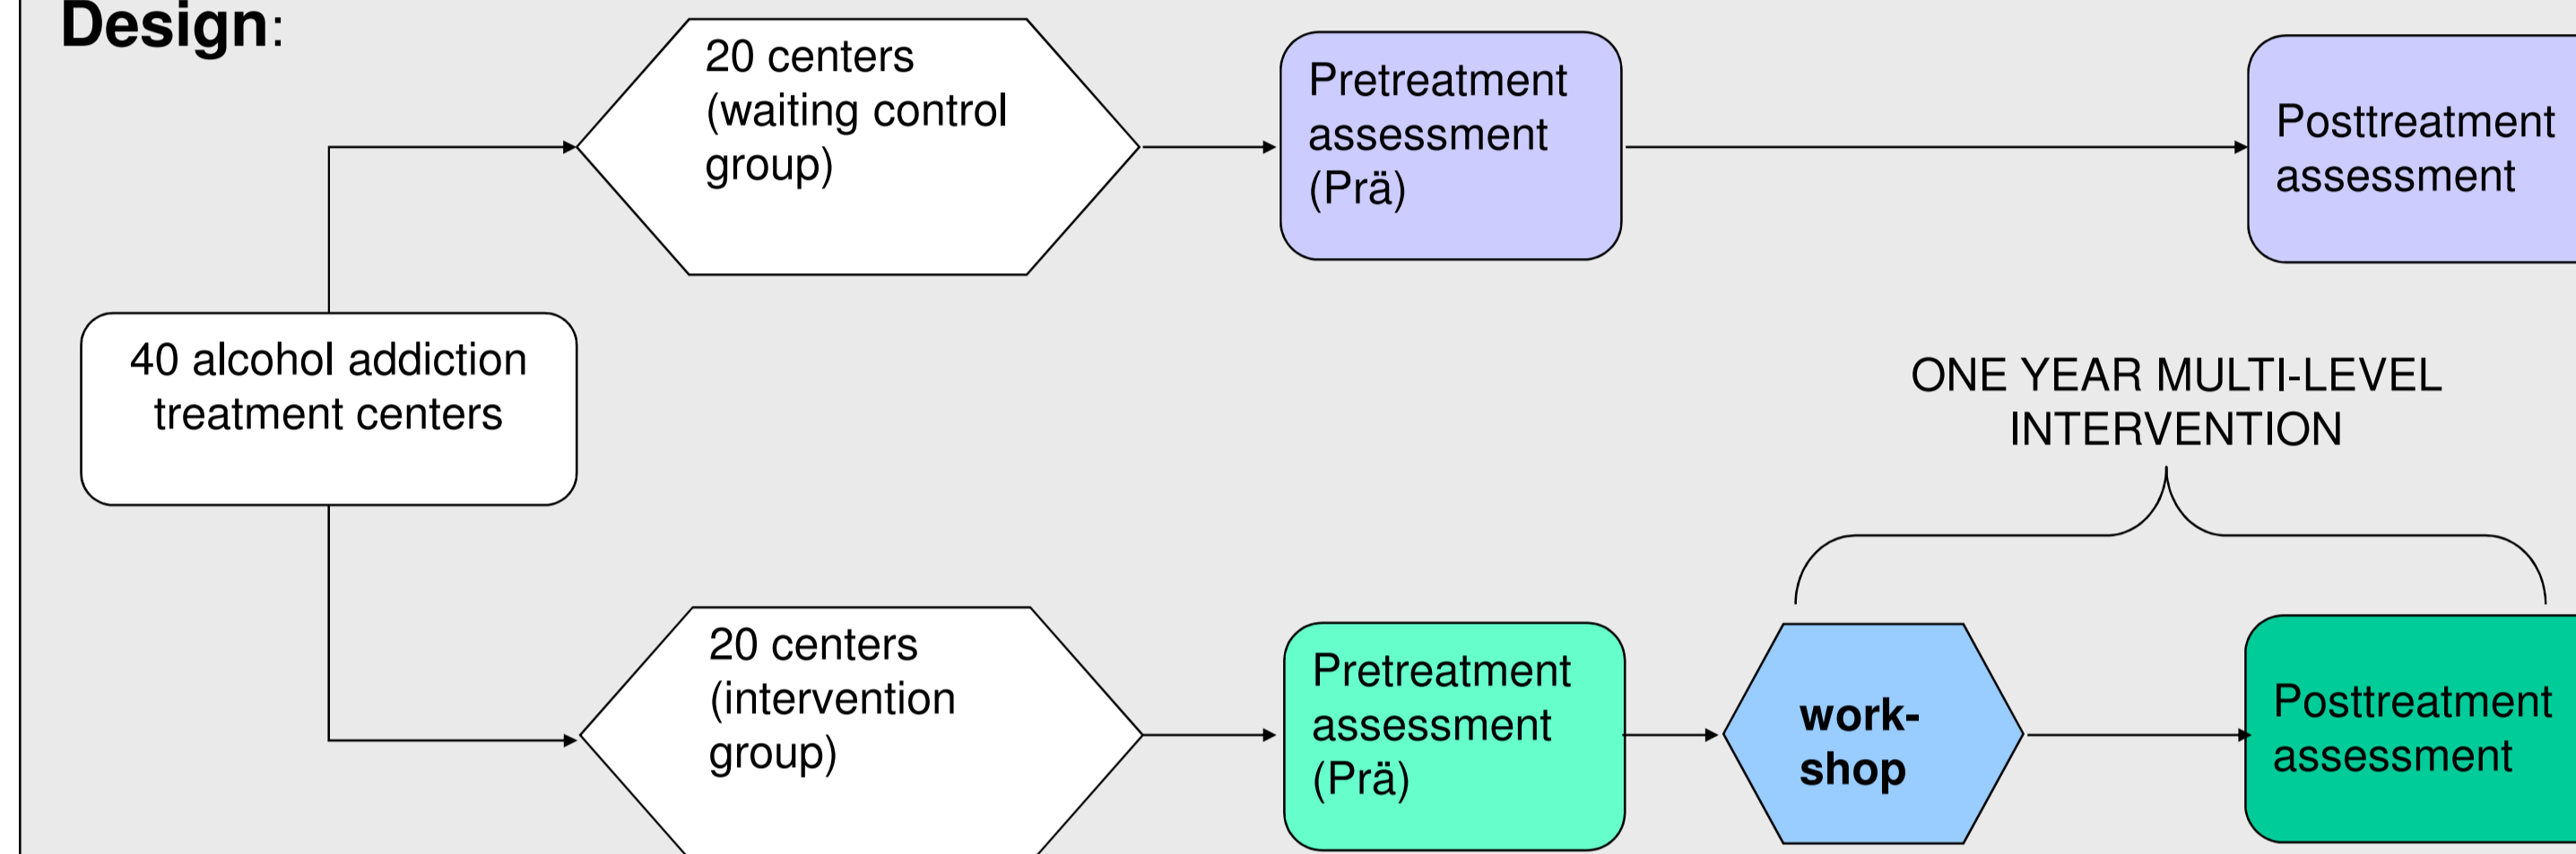 Design:
20 centers
(waiting control
group)
Pretreatment
assessment
(Prä)
Posttreatment
assessment
40 alcohol addiction
treatment centers
ONE YEAR MULTI-LEVEL
INTERVENTION
20 centers
(intervention
group)
Pretreatment
assessment
(Prä)
work-
shop
Posttreatment
assessment